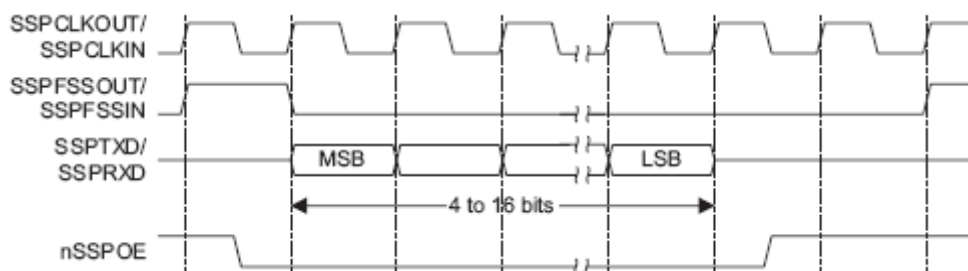 SSPCLKOUT/
SSPCLKIN
SSPFSSOUT/
SSPFSSIN
SSPTXD/
SSPRXD
MSB
LSB
4 to 16 bits
nSSPOE